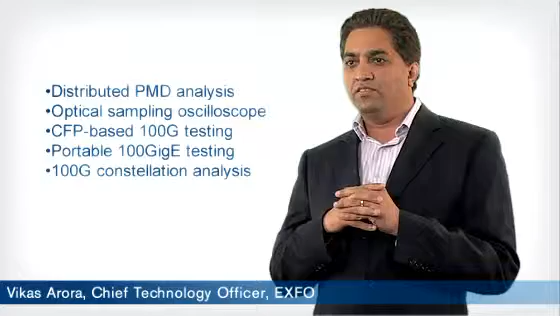 •Distributed PMD analysis
•Optical sampling oscilloscope
•CFP-based 100G testing
•Portable 100GigE testing
•100G constellation analysis
Vikas Arora, Chief Technology Officer, EXFO